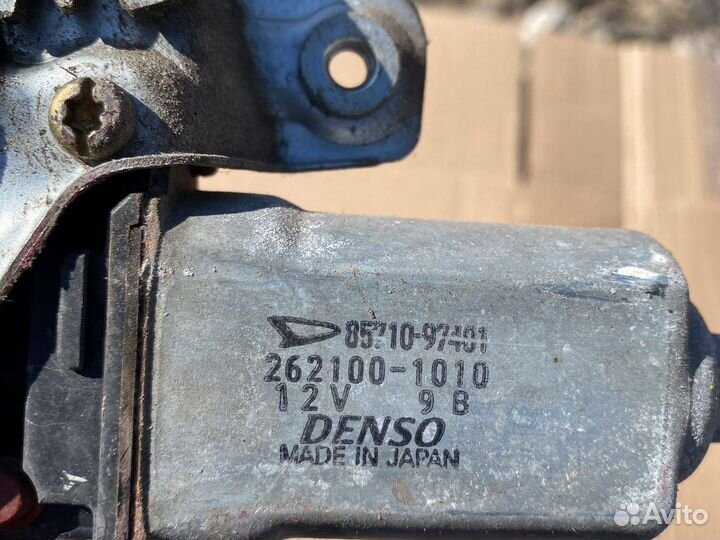 85710-97401
262100-1010
12V 9B
DENSO
MADE IN JAPAN
Avito